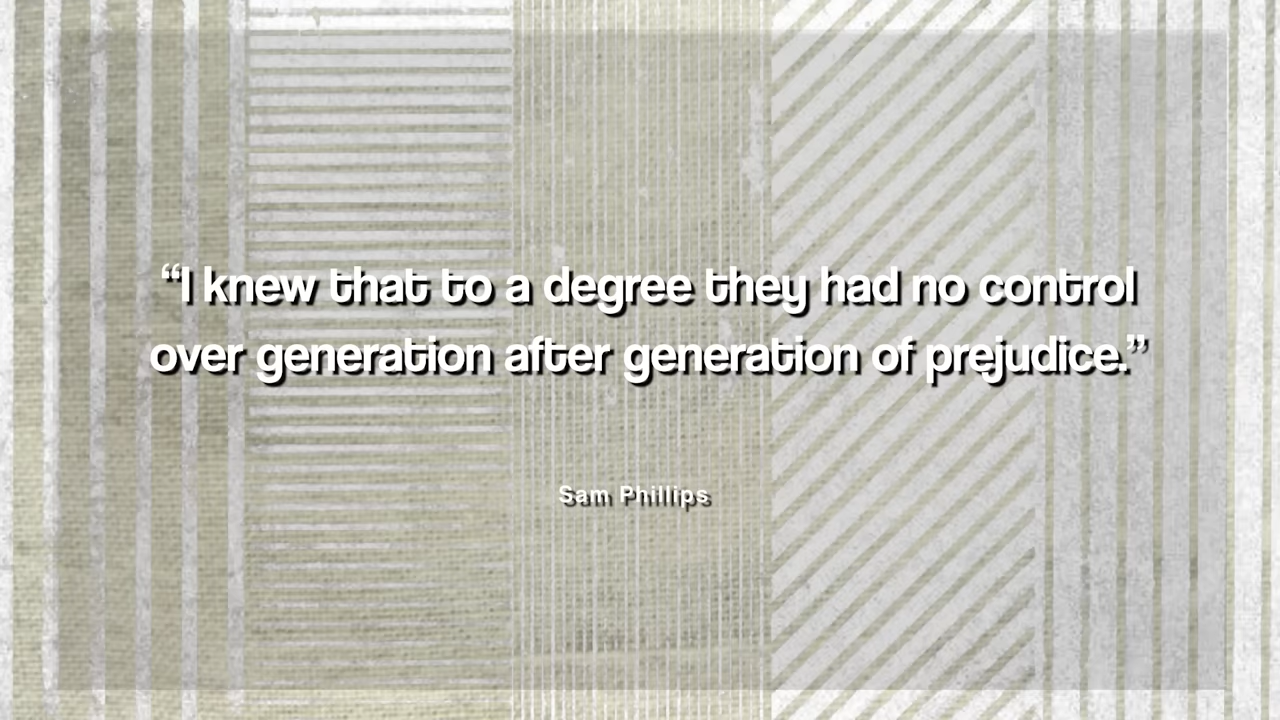 “I knew that to a degree they had no control
over generation after generation of prejudice.”
Sam Phillips